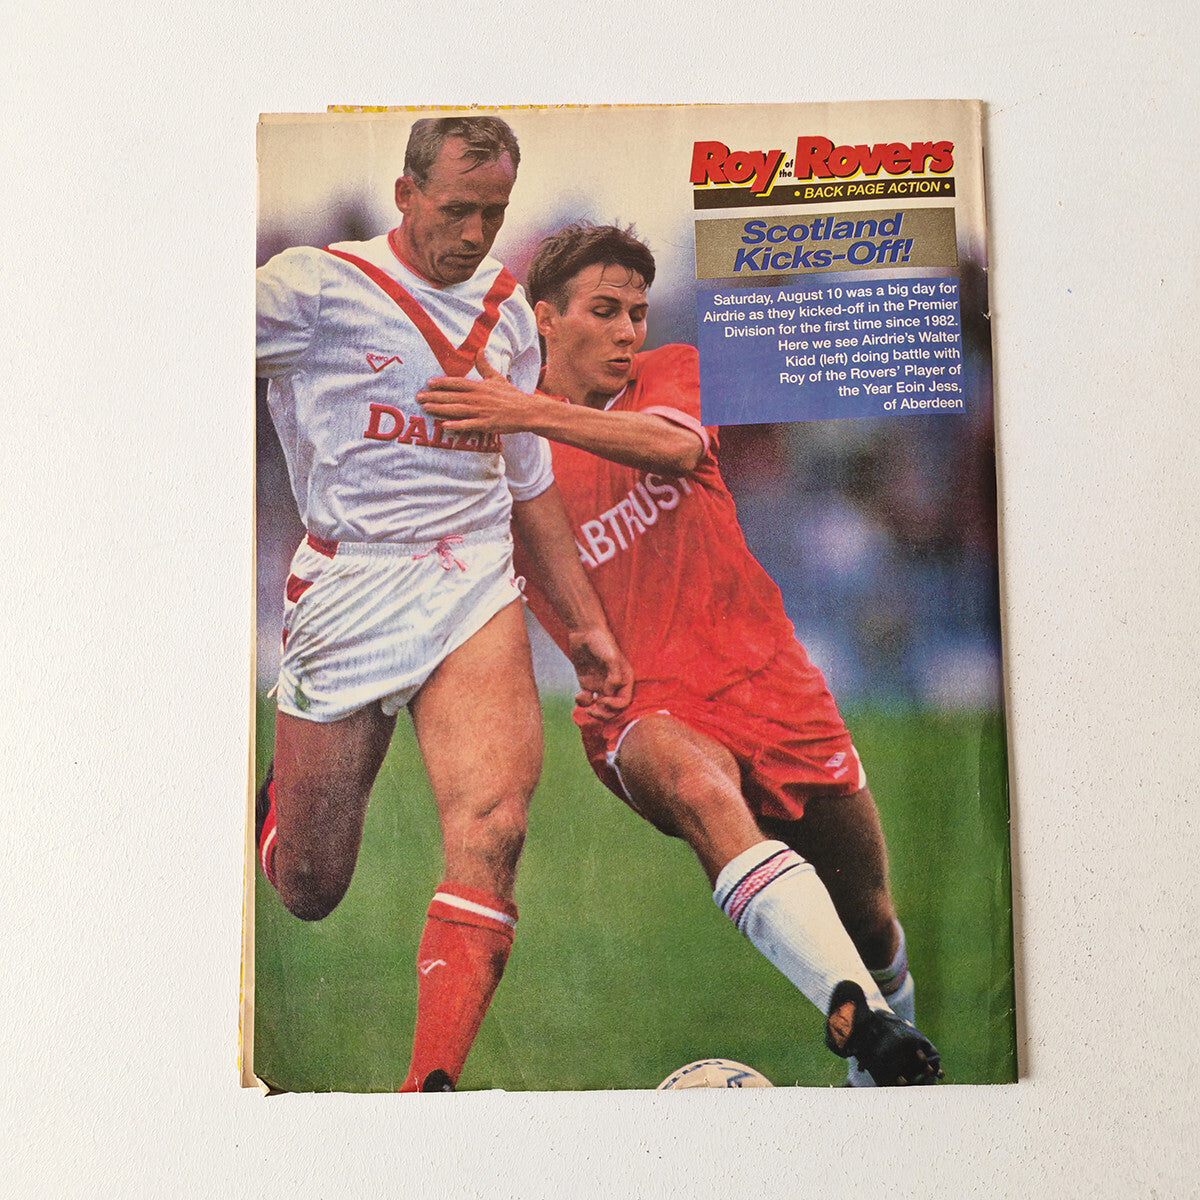 Roy of the Rovers
• BACK PAGE ACTION •
Scotland
Kicks-Off!
Saturday, August 10 was a big day for
Airdrie as they kicked-off in the Premier
Division for the first time since 1982.
Here we see Airdrie's Walter
Kidd (left) doing battle with
Roy of the Rovers' Player of
the Year Eoin Jess,
of Aberdeen
ABTRUST